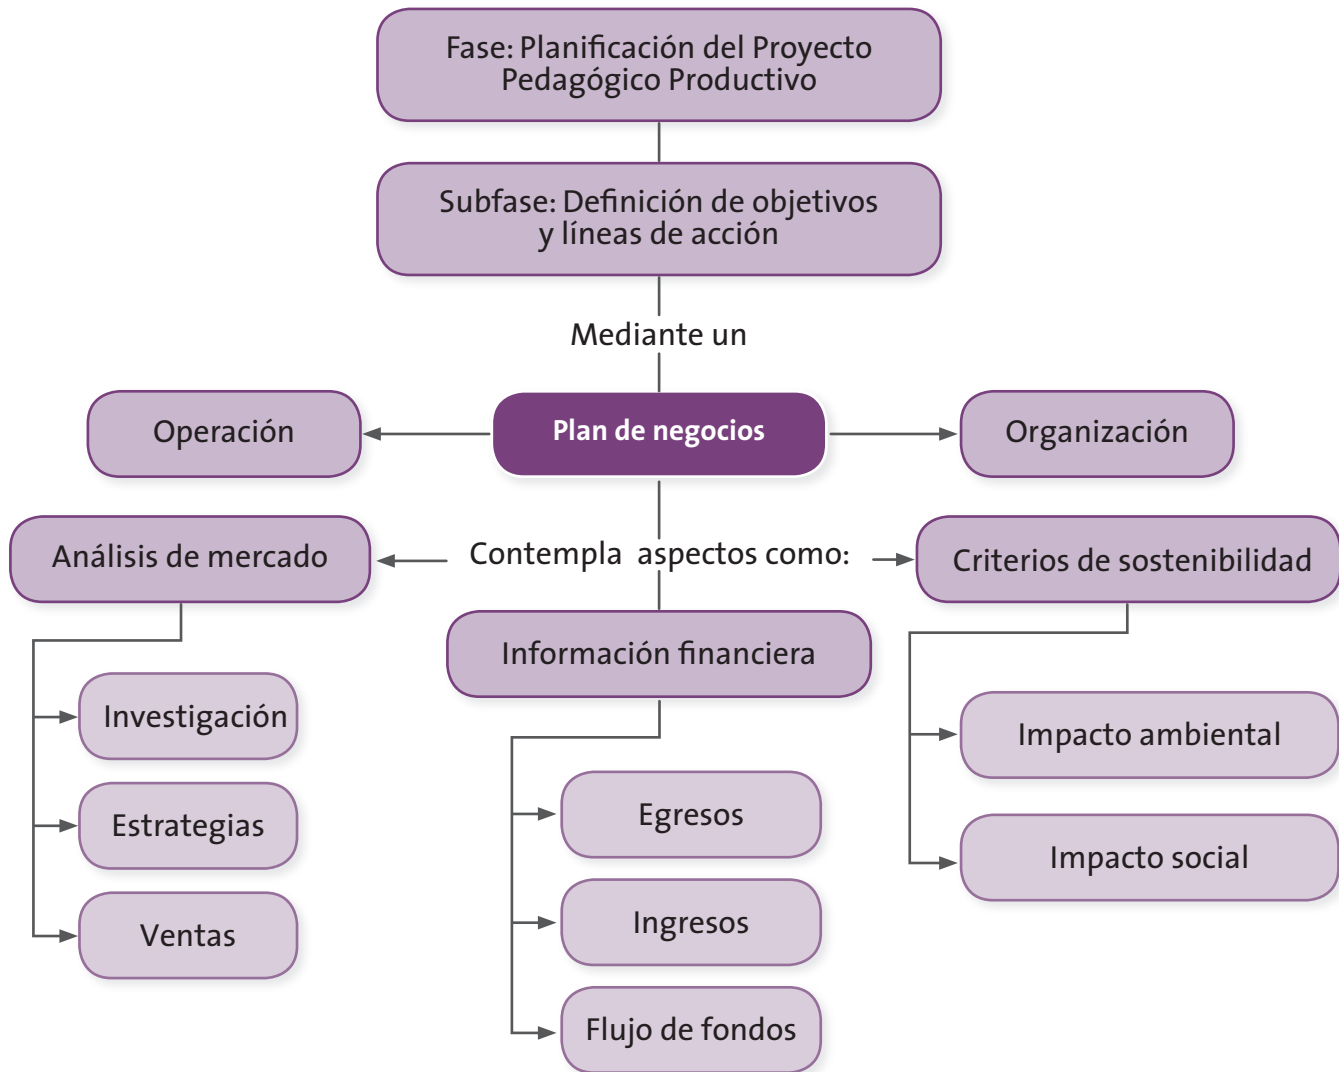 Fase: Planificación del Proyecto
Pedagógico Productivo
Subfase: Definición de objetivos
y líneas de acción
Mediante un
Operación
Plan de negocios
Organización
Análisis de mercado
Contempla aspectos como:
Criterios de sostenibilidad
Información financiera
Investigación
Estrategias
Ventas
Egresos
Ingresos
Flujo de fondos
Impacto ambiental
Impacto social